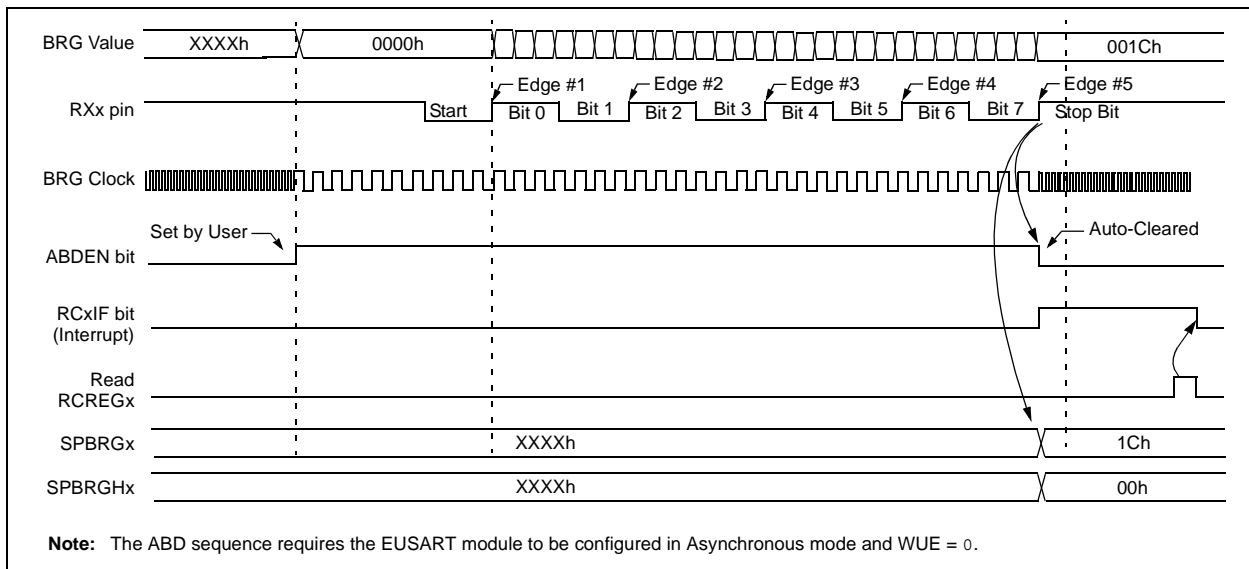 BRG Value XXXXh 0000h 001Ch
Edge #1 Edge #2 Edge #3 Edge #4 Edge #5
RXx pin Start Bit 0 Bit 1 Bit 2 Bit 3 Bit 4 Bit 5 Bit 6 Bit 7 Stop Bit
BRG Clock
Set by User Auto-Cleared
ABDEN bit
RCxIF bit
(Interrupt)
Read
RCREGx
SPBRGx XXXXh 1Ch
SPBRGHx XXXXh 00h
Note: The ABD sequence requires the EUSART module to be configured in Asynchronous mode and WUE = 0.